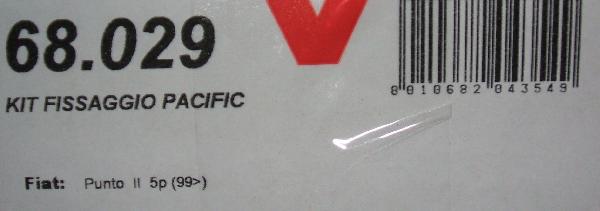 68.029
8 010682 043549
KIT FISSAGGIO PACIFIC
Fiat: Punto II 5p (99>)